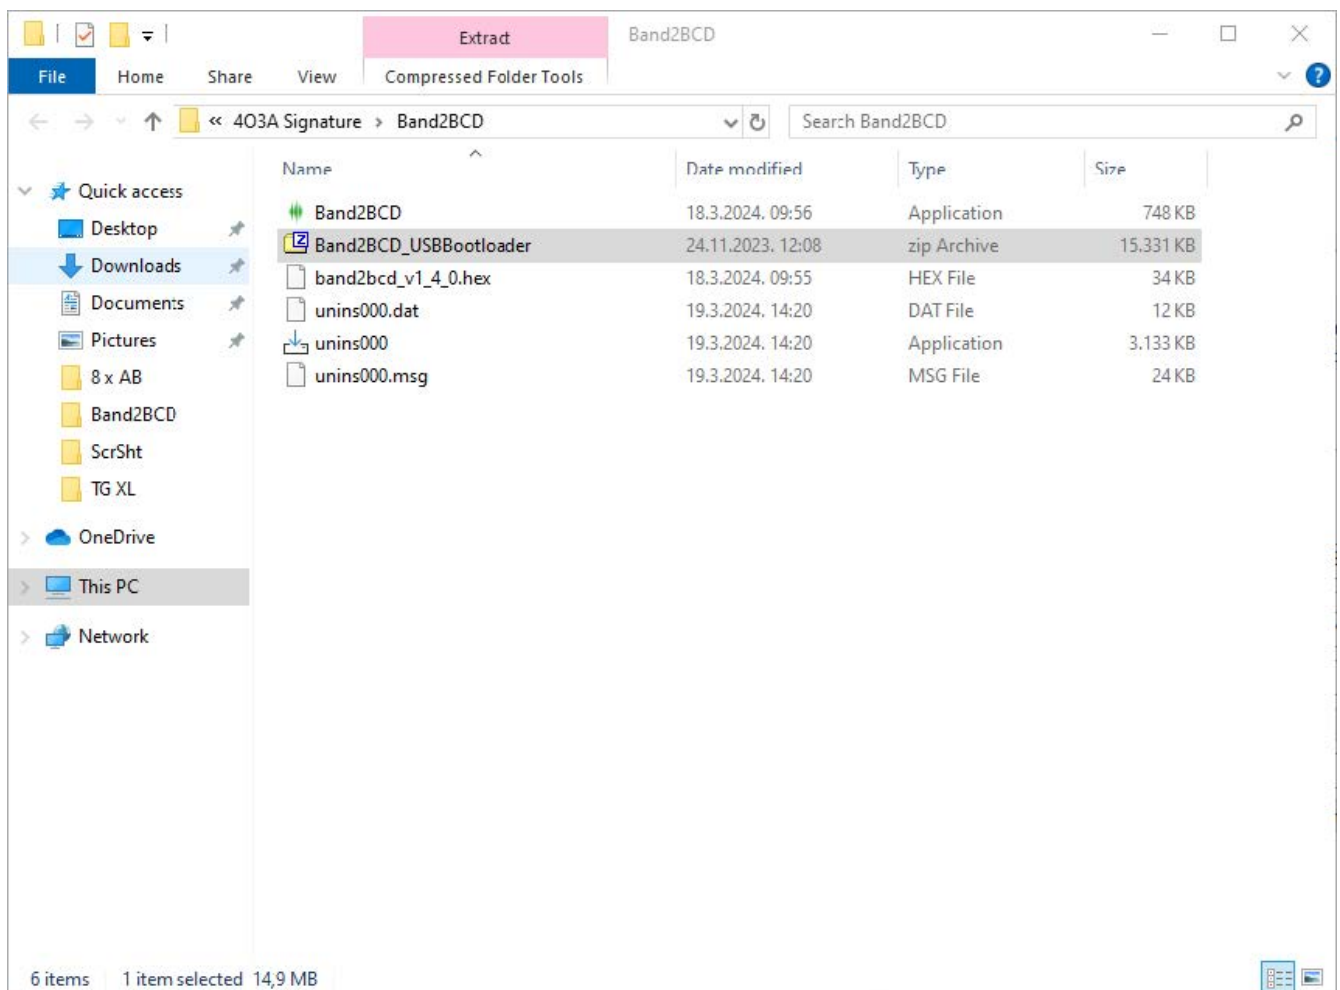 Extract Band2BCD
File Home Share View Compressed Folder Tools
« 4O3A Signature > Band2BCD Search Band2BCD
Name Date modified Type Size
Quick access
Desktop
Downloads
Documents
Pictures
8 x AB
Band2BCD
ScrSht
TG XL
OneDrive
This PC
Network
Band2BCD 18.3.2024. 09:56 Application 748 KB
Band2BCD_USBBootloader 24.11.2023. 12:08 zip Archive 15.331 KB
band2bcd_v1_4_0.hex 18.3.2024. 09:55 HEX File 34 KB
unins000.dat 19.3.2024. 14:20 DAT File 12 KB
unins000 19.3.2024. 14:20 Application 3.133 KB
unins000.msg 19.3.2024. 14:20 MSG File 24 KB
6 items 1 item selected 14,9 MB